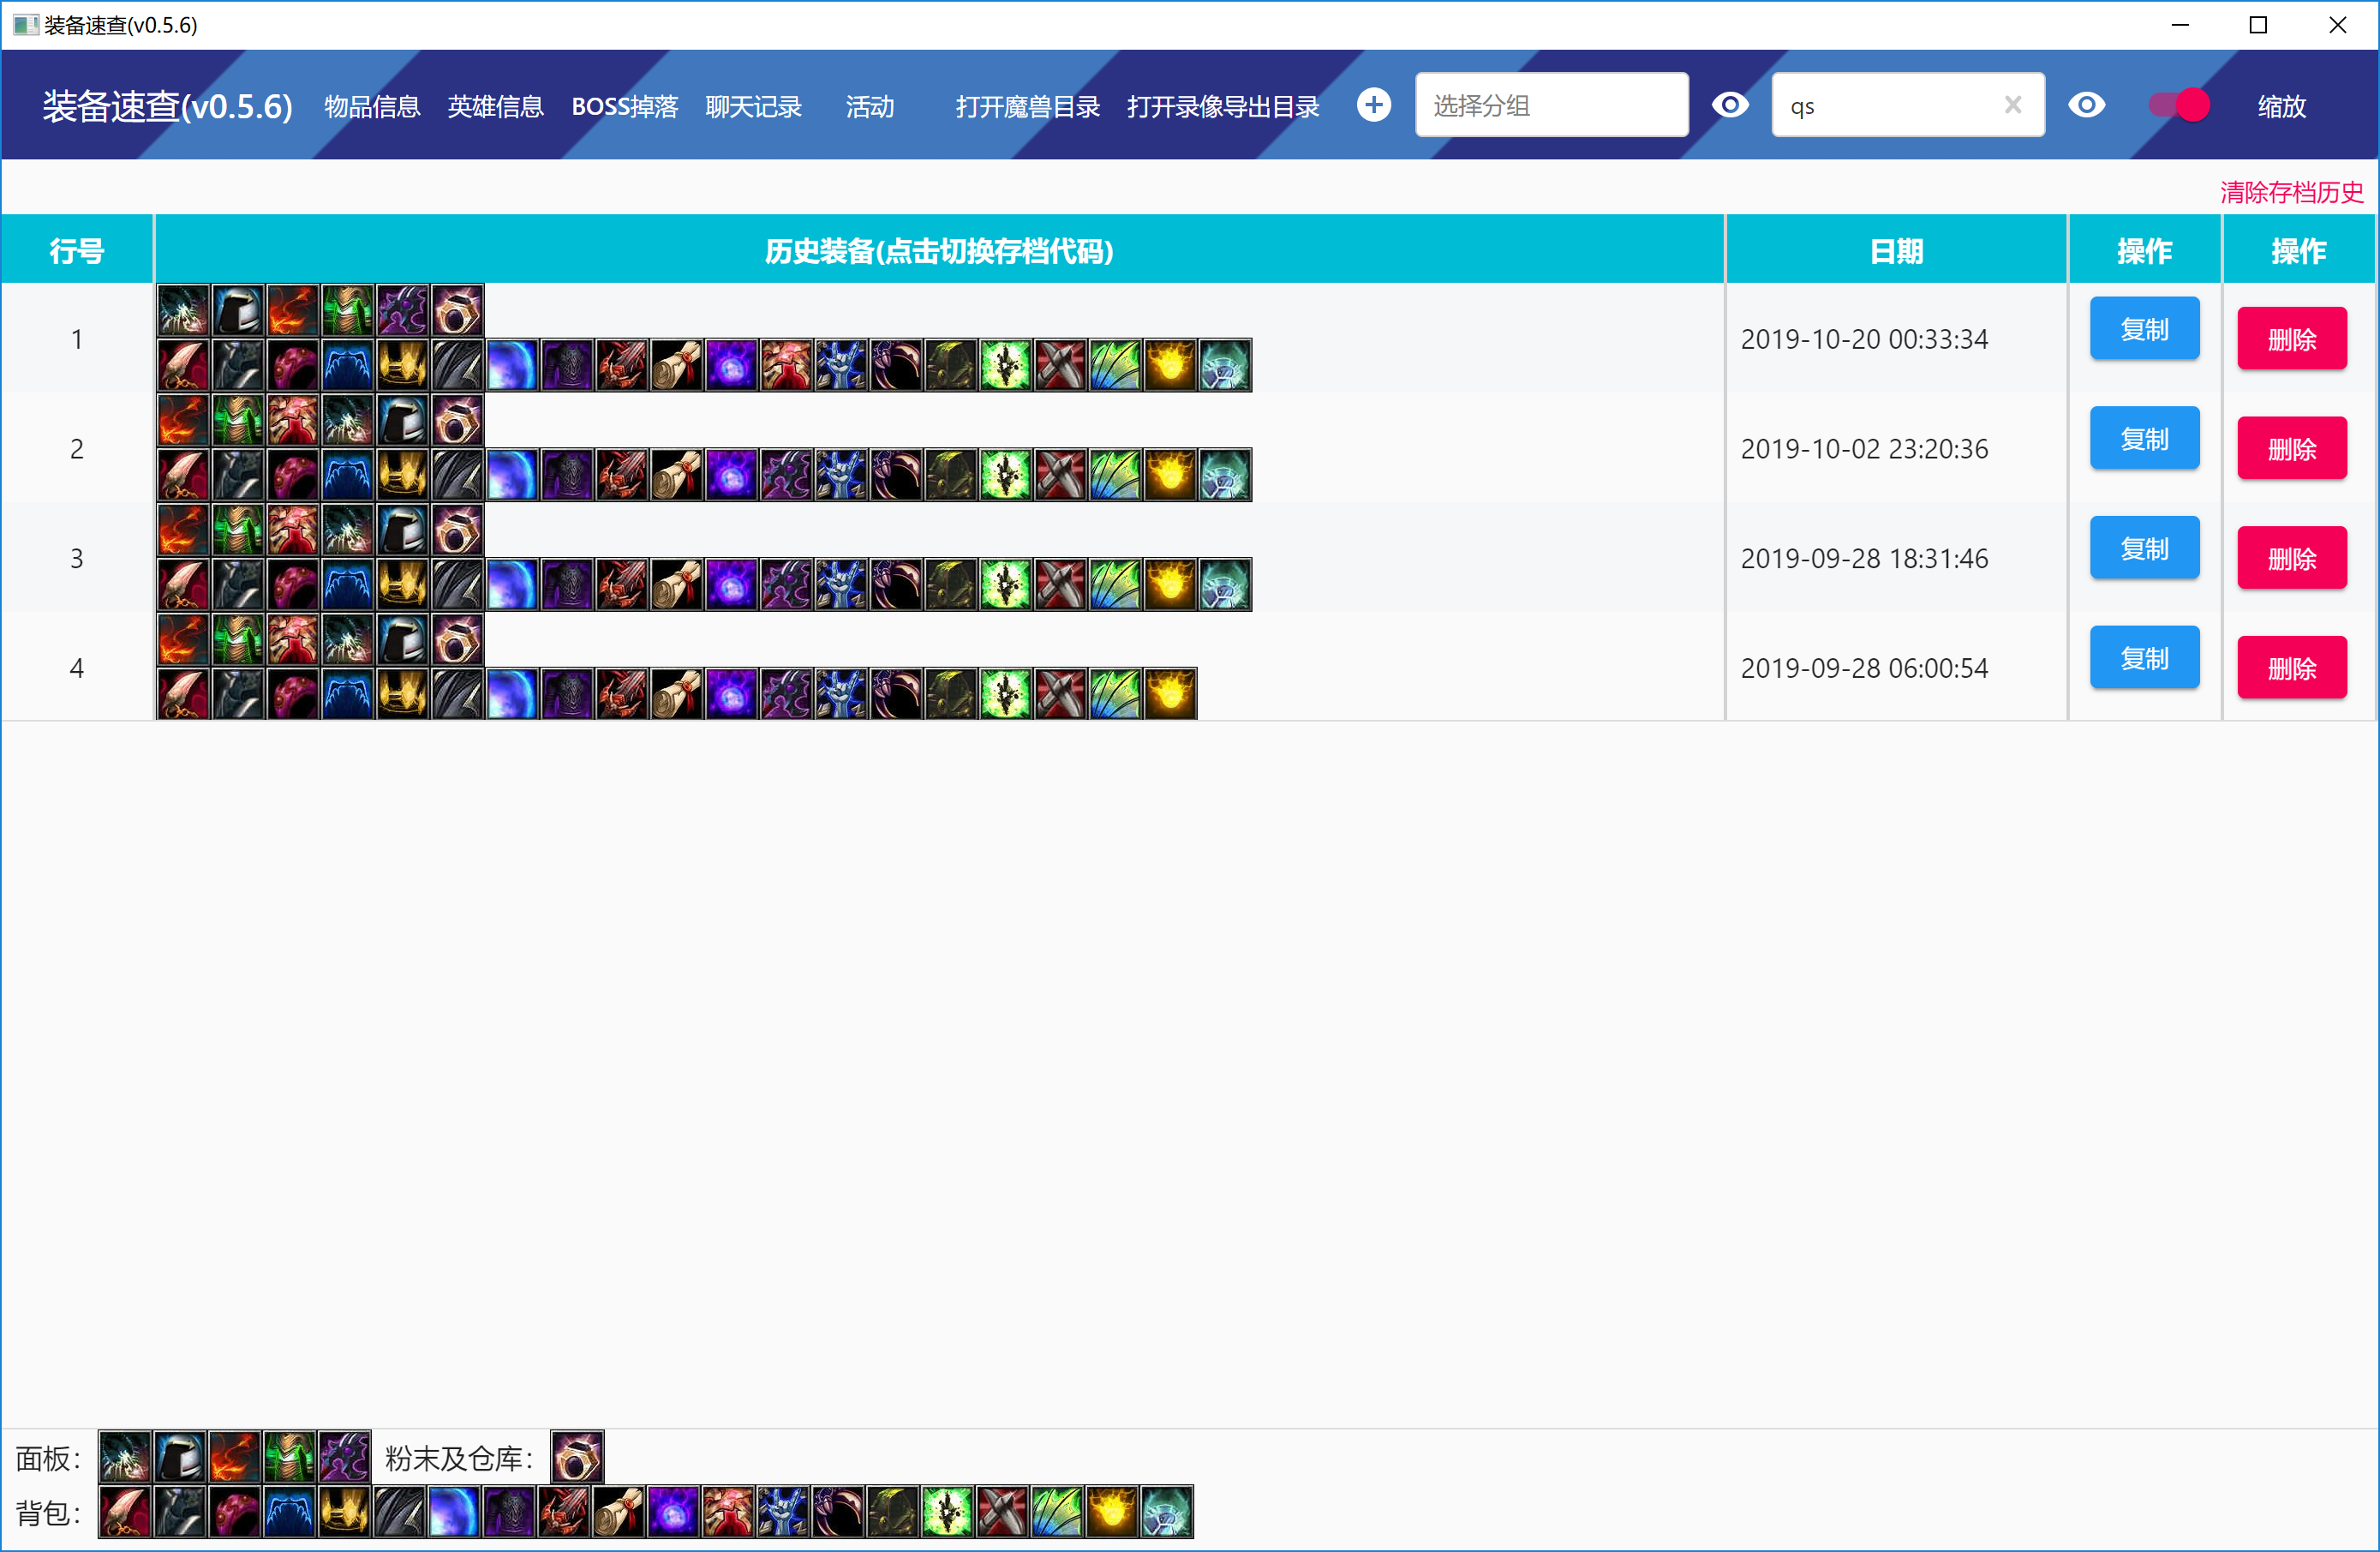 装备速查(v0.5.6)
装备速查(v0.5.6) 物品信息 英雄信息 BOSS掉落 聊天记录 活动 打开魔兽目录 打开录像导出目录 选择分组 qs 缩放
清除存档历史
行号 历史装备(点击切换存档代码) 日期 操作 操作
1 2019-10-20 00:33:34 复制 删除
2 2019-10-02 23:20:36 复制 删除
3 2019-09-28 18:31:46 复制 删除
4 2019-09-28 06:00:54 复制 删除
面板： 粉末及仓库：
背包：